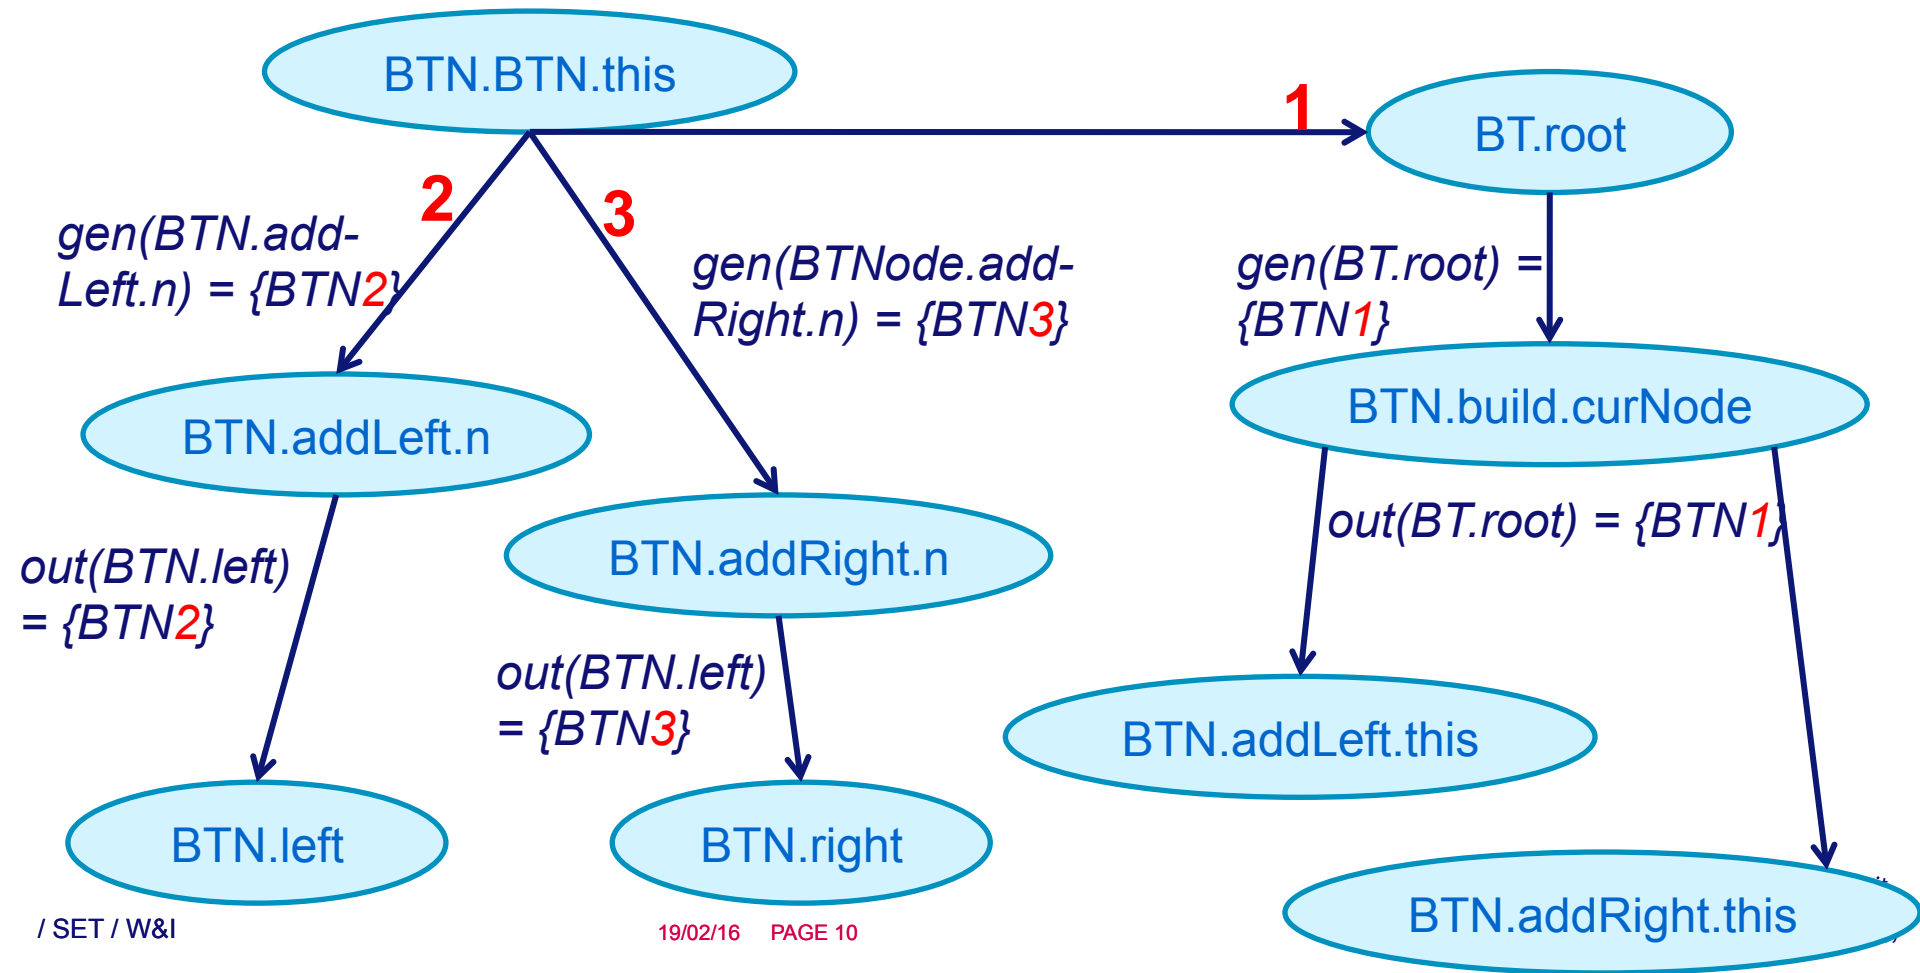 BTN.BTN.this
1
BT.root
2
3
gen(BTN.add-
Left.n) = {BTN2}
gen(BTNode.add-
Right.n) = {BTN3}
gen(BT.root) =
{BTN1}
BTN.build.curNode
BTN.addLeft.n
out(BT.root) = {BTN1}
BTN.addRight.n
out(BTN.left)
= {BTN2}
out(BTN.left)
= {BTN3}
BTN.addLeft.this
BTN.left
BTN.right
BTN.addRight.this
/ SET / W&I
19/02/16 PAGE 10